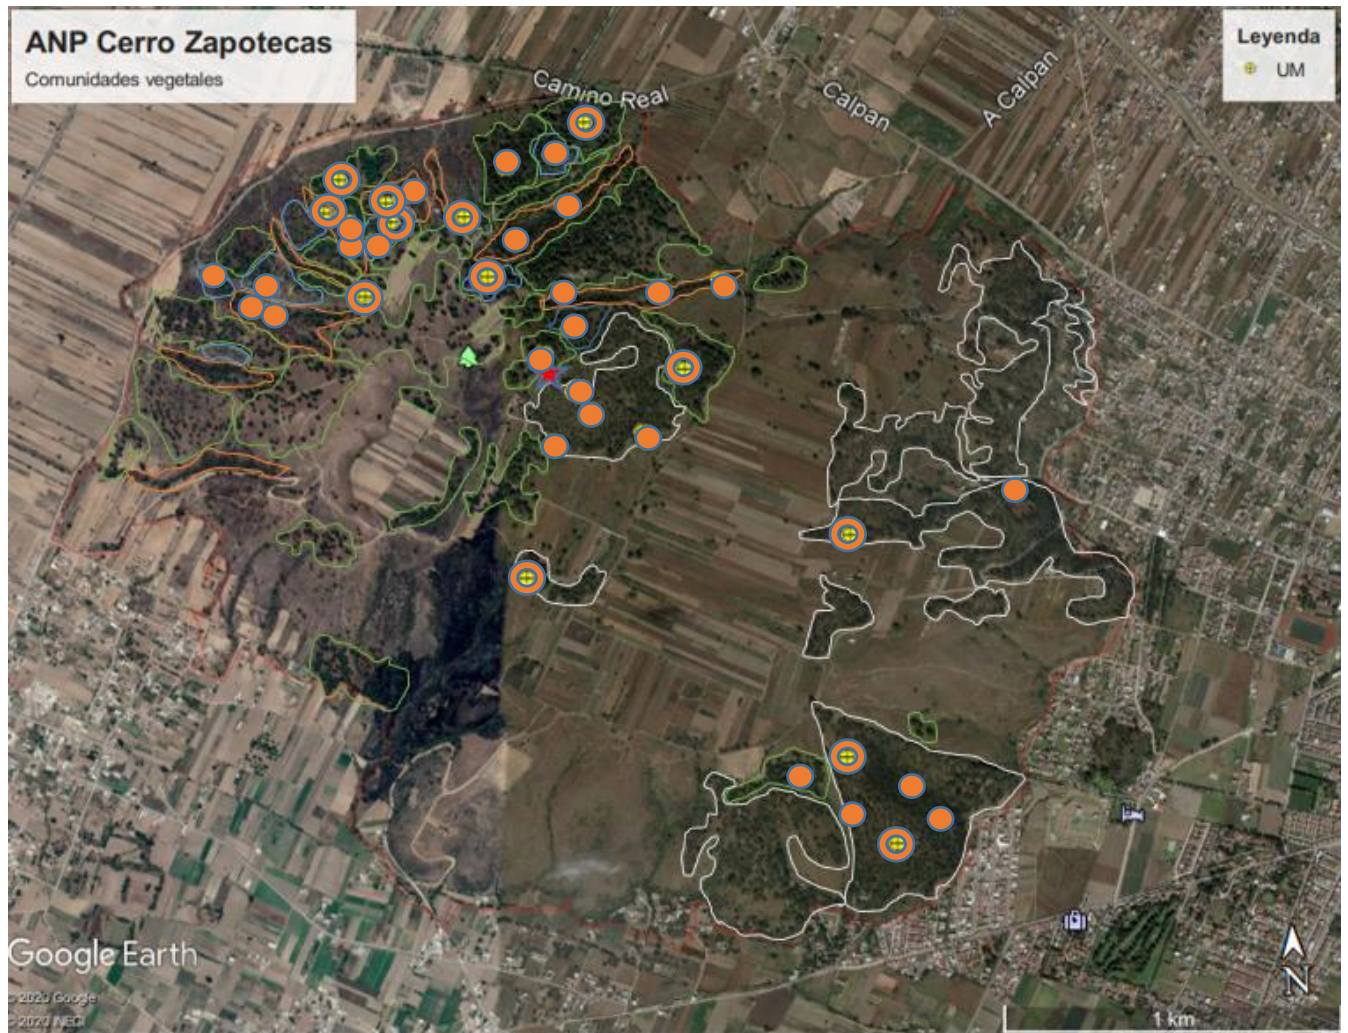 ANP Cerro Zapotecas
Comunidades vegetales
Leyenda
UM
Camino Real
Calpan
A Calpan
Google Earth
© 2020 Google
© 2020 INEGI
1 km
N